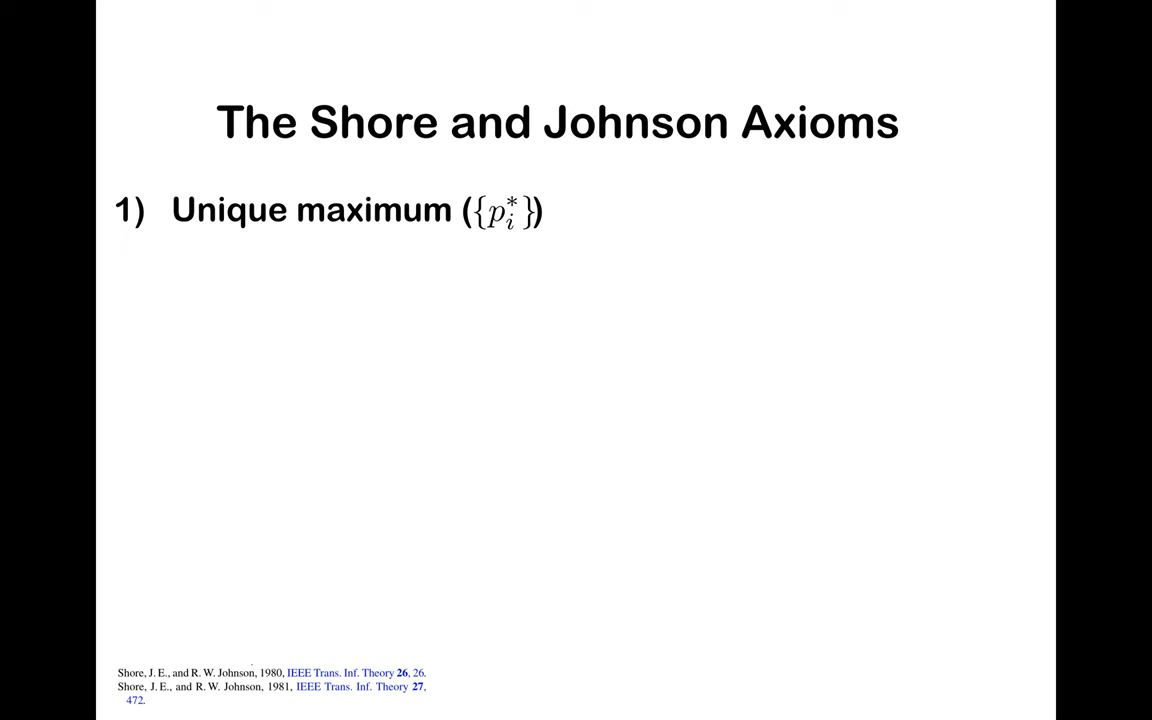 The Shore and Johnson Axioms
1) Unique maximum ({p_i^*})
Shore, J. E., and R. W. Johnson, 1980, IEEE Trans. Inf. Theory 26, 26.
Shore, J. E., and R. W. Johnson, 1981, IEEE Trans. Inf. Theory 27,
472.